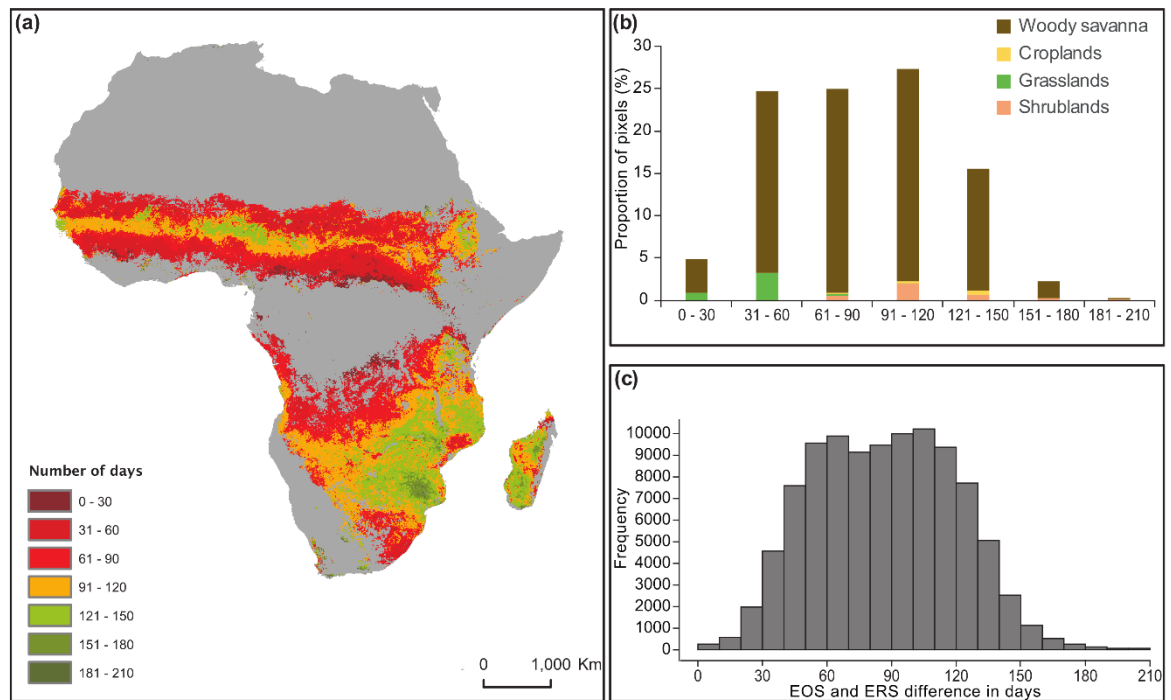 (a)
Number of days
0 - 30
31 - 60
61 - 90
91 - 120
121 - 150
151 - 180
181 - 210
0 1,000 Km
(b)
Woody savanna
Croplands
Grasslands
Shrublands
Proportion of pixels (%)
30
25
20
15
10
5
0
0 - 30 31 - 60 61 - 90 91 - 120 121 - 150 151 - 180 181 - 210
(c)
Frequency
10000
9000
8000
7000
6000
5000
4000
3000
2000
1000
0
0 30 60 90 120 150 180 210
EOS and ERS difference in days